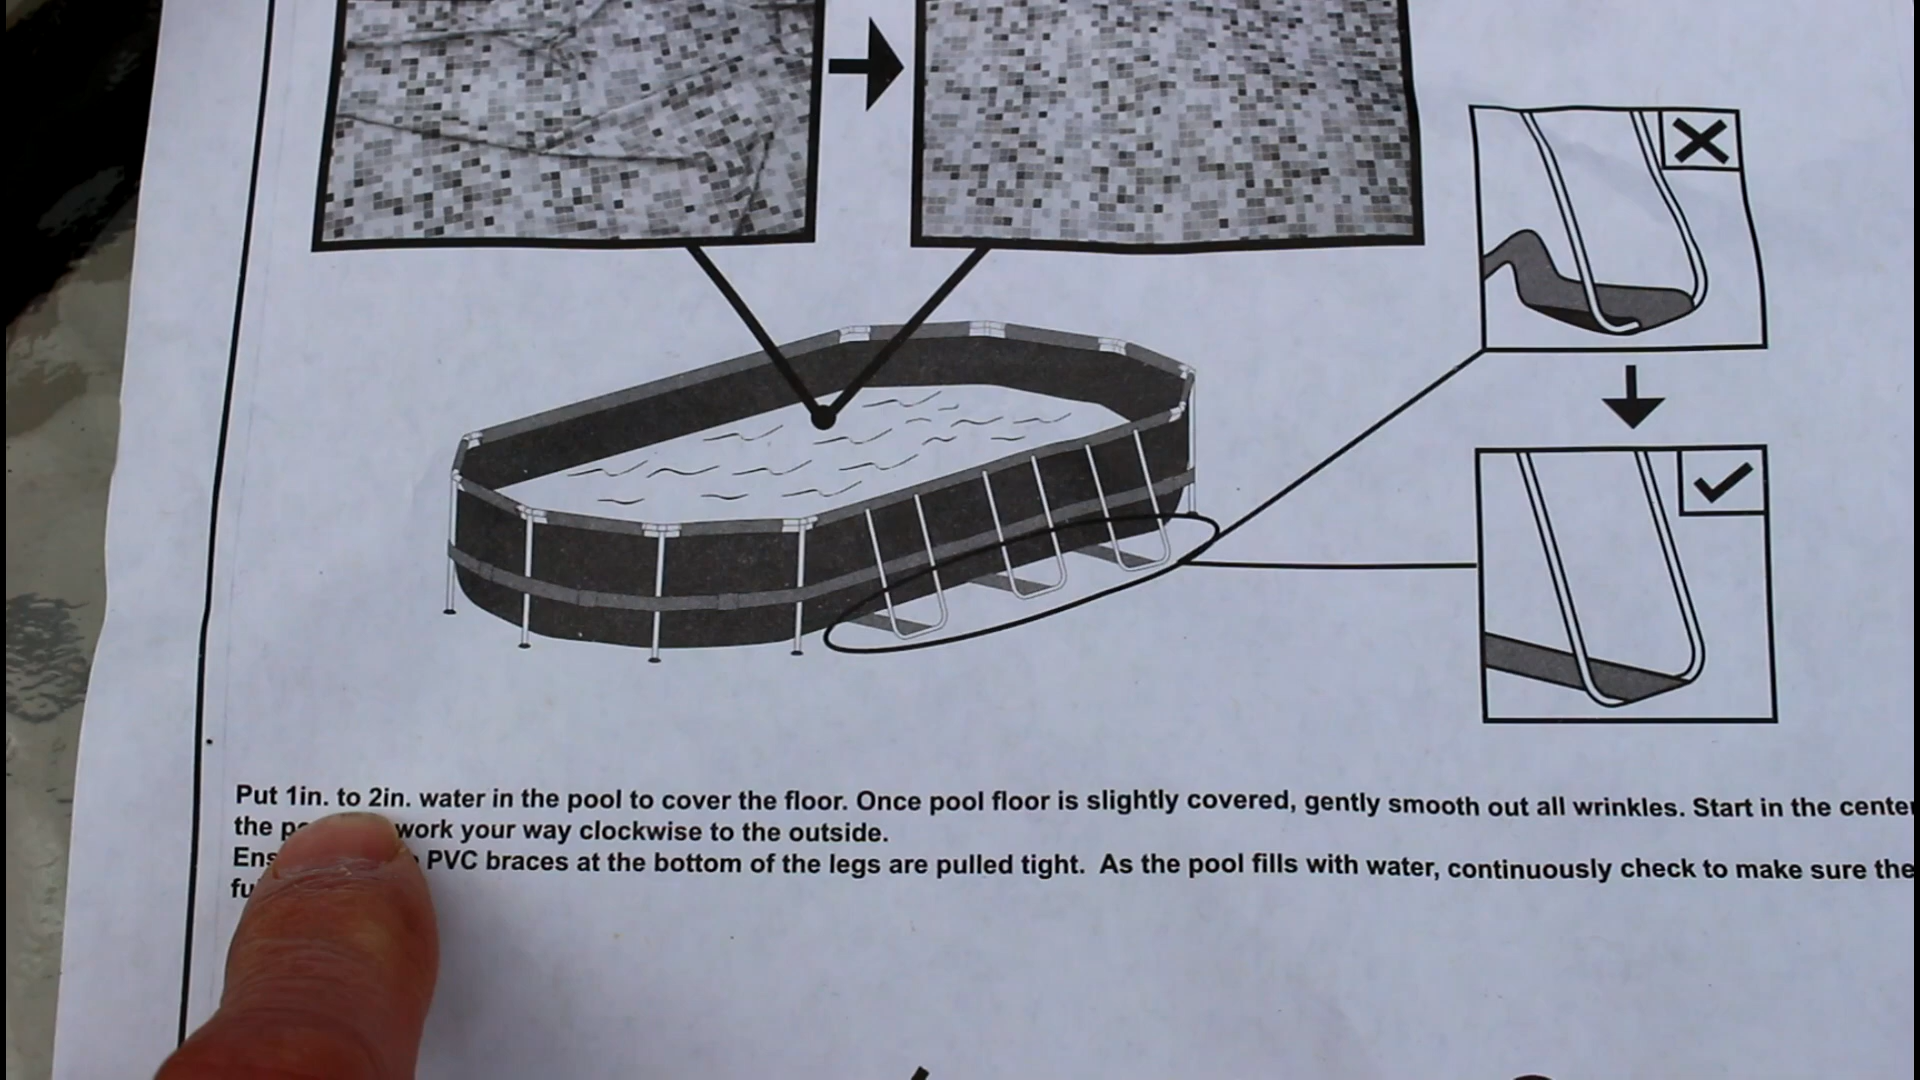 Put 1in. to 2in. water in the pool to cover the floor. Once pool floor is slightly covered, gently smooth out all wrinkles. Start in the center
the work your way clockwise to the outside.
PVC braces at the bottom of the legs are pulled tight. As the pool fills with water, continuously check to make sure the